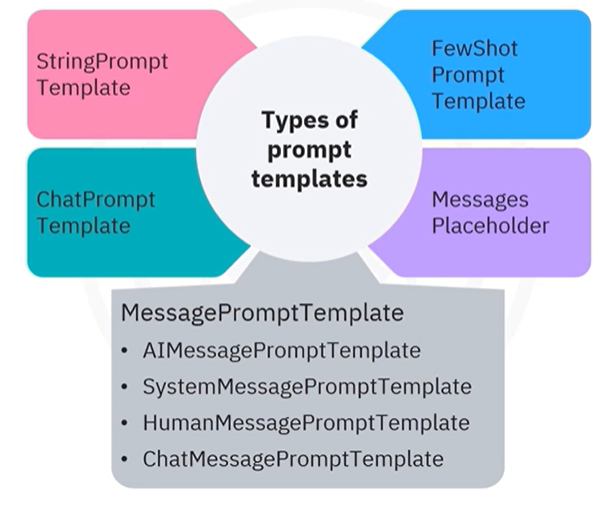 Types of
prompt
templates
StringPrompt
Template
FewShot
Prompt
Template
ChatPrompt
Template
Messages
Placeholder
MessagePromptTemplate
• AIMessagePromptTemplate
• SystemMessagePromptTemplate
• HumanMessagePromptTemplate
• ChatMessagePromptTemplate